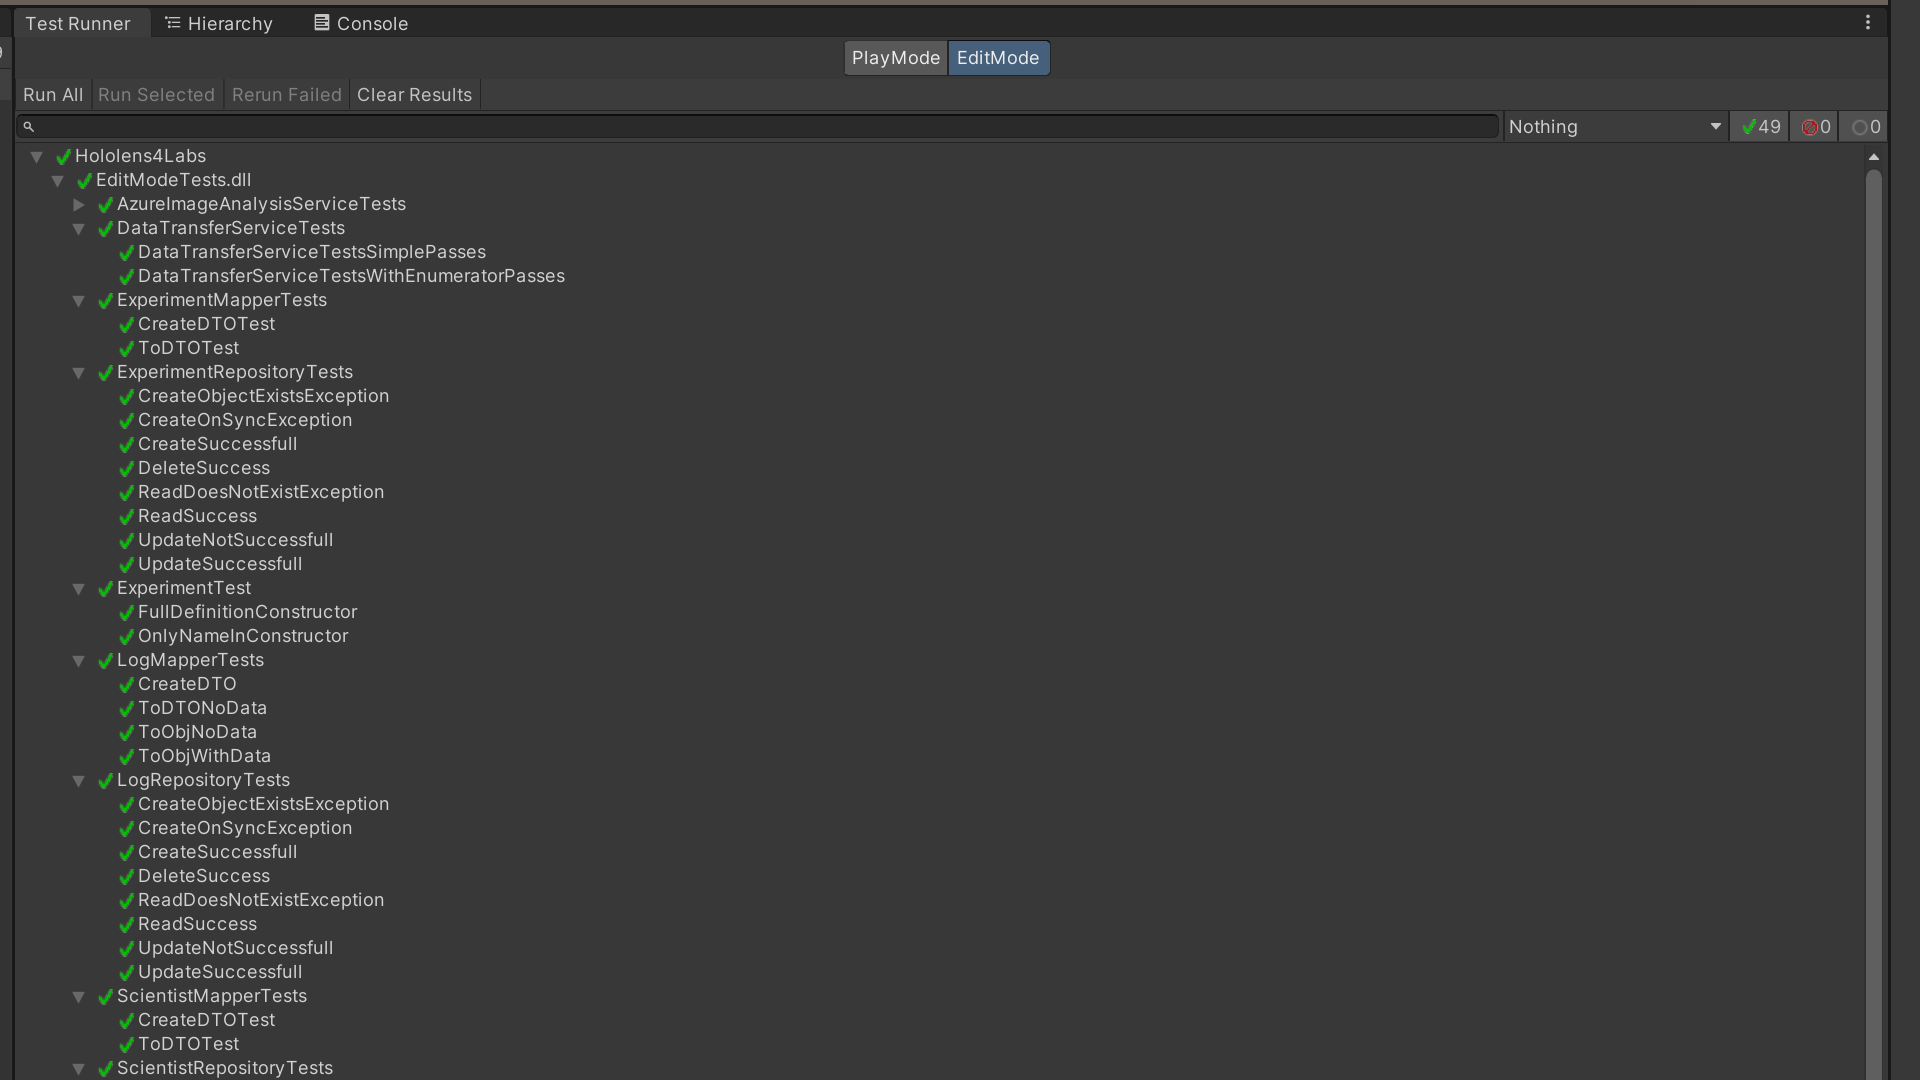 Test Runner Hierarchy Console
PlayMode EditMode
Run All Run Selected Rerun Failed Clear Results
Nothing 49 0 0
Hololens4Labs
EditModeTests.dll
AzureImageAnalysisServiceTests
DataTransferServiceTests
DataTransferServiceTestsSimplePasses
DataTransferServiceTestsWithEnumeratorPasses
ExperimentMapperTests
CreateDTOTest
ToDTOTest
ExperimentRepositoryTests
CreateObjectExistsException
CreateOnSyncException
CreateSuccessfull
DeleteSuccess
ReadDoesNotExistException
ReadSuccess
UpdateNotSuccessfull
UpdateSuccessfull
ExperimentTest
FullDefinitionConstructor
OnlyNameInConstructor
LogMapperTests
CreateDTO
ToDTONoData
ToObjNoData
ToObjWithData
LogRepositoryTests
CreateObjectExistsException
CreateOnSyncException
CreateSuccessfull
DeleteSuccess
ReadDoesNotExistException
ReadSuccess
UpdateNotSuccessfull
UpdateSuccessfull
ScientistMapperTests
CreateDTOTest
ToDTOTest
ScientistRepositoryTests